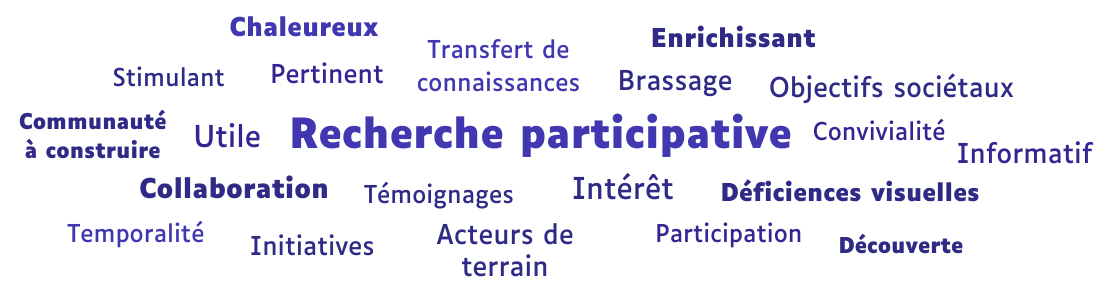 Chaleureux
Enrichissant
Transfert de
connaissances
Stimulant
Pertinent
Brassage
Objectifs sociétaux
Communauté
à construire
Utile
Recherche participative
Convivialité
Informatif
Collaboration
Témoignages
Intérêt
Déficiences visuelles
Temporalité
Initiatives
Acteurs de
terrain
Participation
Découverte